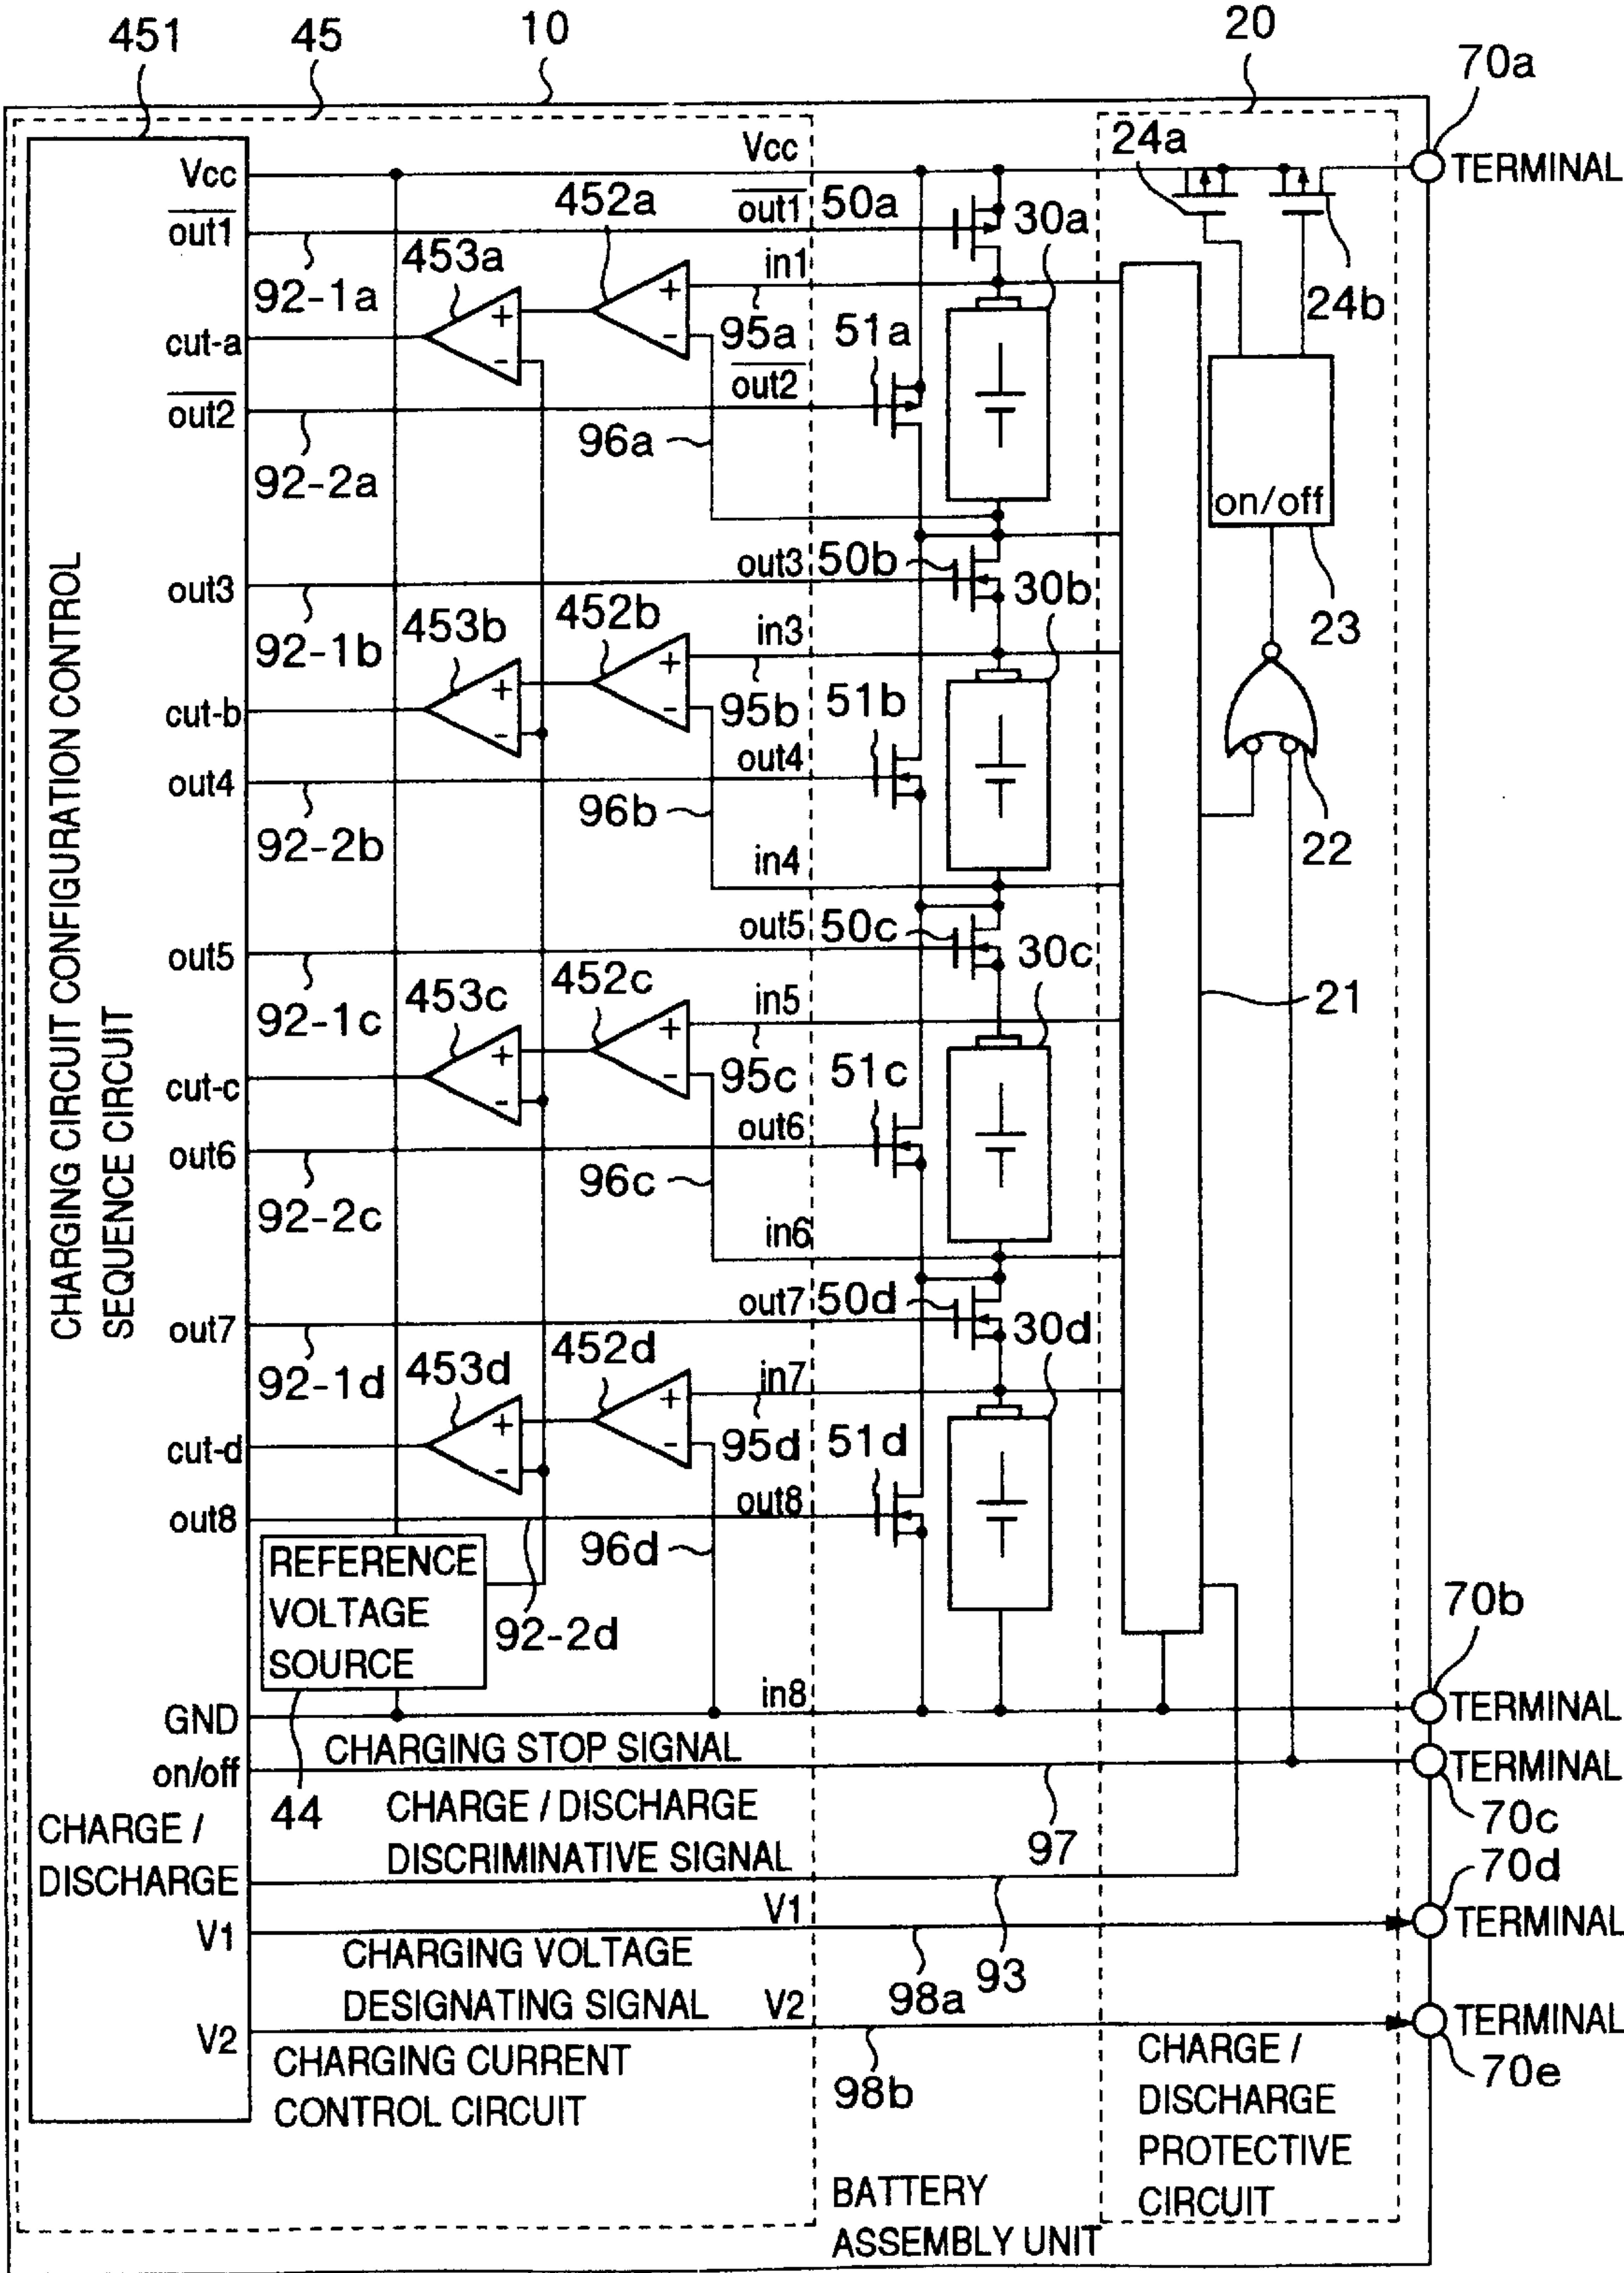 451
45
10
20
70a
Vcc
Vcc
24a
TERMINAL
out1
452a
out1
50a
30a
453a
in1
24b
92-1a
95a
51a
cut-a
out2
out2
96a
92-2a
on/off
out3
50b
30b
out3
23
453b
452b
in3
92-1b
95b
51b
cut-b
out4
out4
96b
22
92-2b
in4
out5
50c
30c
out5
453c
452c
in5
21
92-1c
95c
51c
cut-c
out6
out6
96c
92-2c
in6
out7
50d
30d
out7
453d
452d
in7
92-1d
95d
51d
cut-d
out8
out8
96d
CHARGING CIRCUIT CONFIGURATION CONTROL
SEQUENCE CIRCUIT
REFERENCE
VOLTAGE
SOURCE
92-2d
70b
in8
GND
TERMINAL
CHARGING STOP SIGNAL
on/off
TERMINAL
44
CHARGE / DISCHARGE
DISCRIMINATIVE SIGNAL
97
70c
CHARGE /
DISCHARGE
70d
V1
V1
TERMINAL
CHARGING VOLTAGE
DESIGNATING SIGNAL
98a
93
V2
V2
TERMINAL
CHARGING CURRENT
CONTROL CIRCUIT
98b
70e
CHARGE /
DISCHARGE
PROTECTIVE
CIRCUIT
BATTERY
ASSEMBLY UNIT